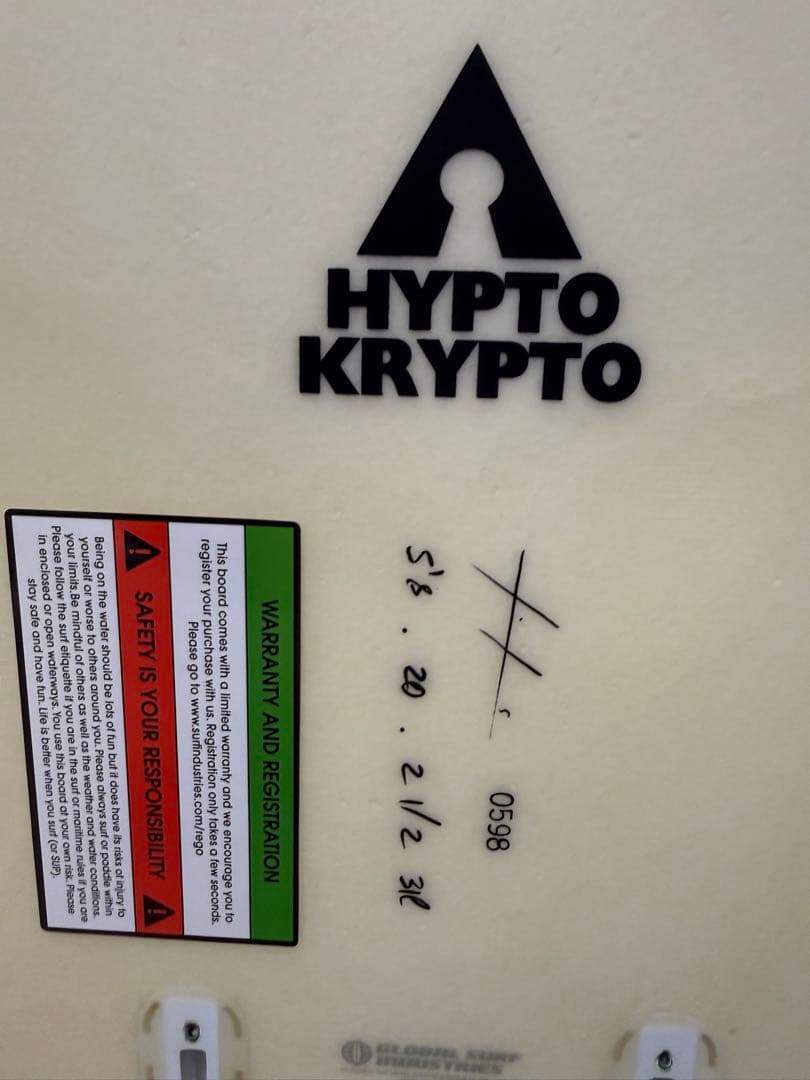 HYPTO
KRYPTO
0598
5'8 . 20 . 2 1/2 31l
WARRANTY AND REGISTRATION
This board comes with a limited warranty and we encourage you to
register your purchase with us. Registration only takes a few seconds.
Please go to www.surfindustries.com/rego
SAFETY IS YOUR RESPONSIBILITY
Being on the water should be lots of fun but it does have its risks of injury to
yourself or worse to others around you. Please always surf or paddle within
your limits. Be mindful of others as well as the weather and water conditions.
Please follow the surf etiquette if you are in the surf or maritime rules if you are
in enclosed or open waterways. You use this board at your own risk. Please
stay safe and have fun. Life is better when you surf (or SUP).
GLOBAL SURF
INDUSTRIES